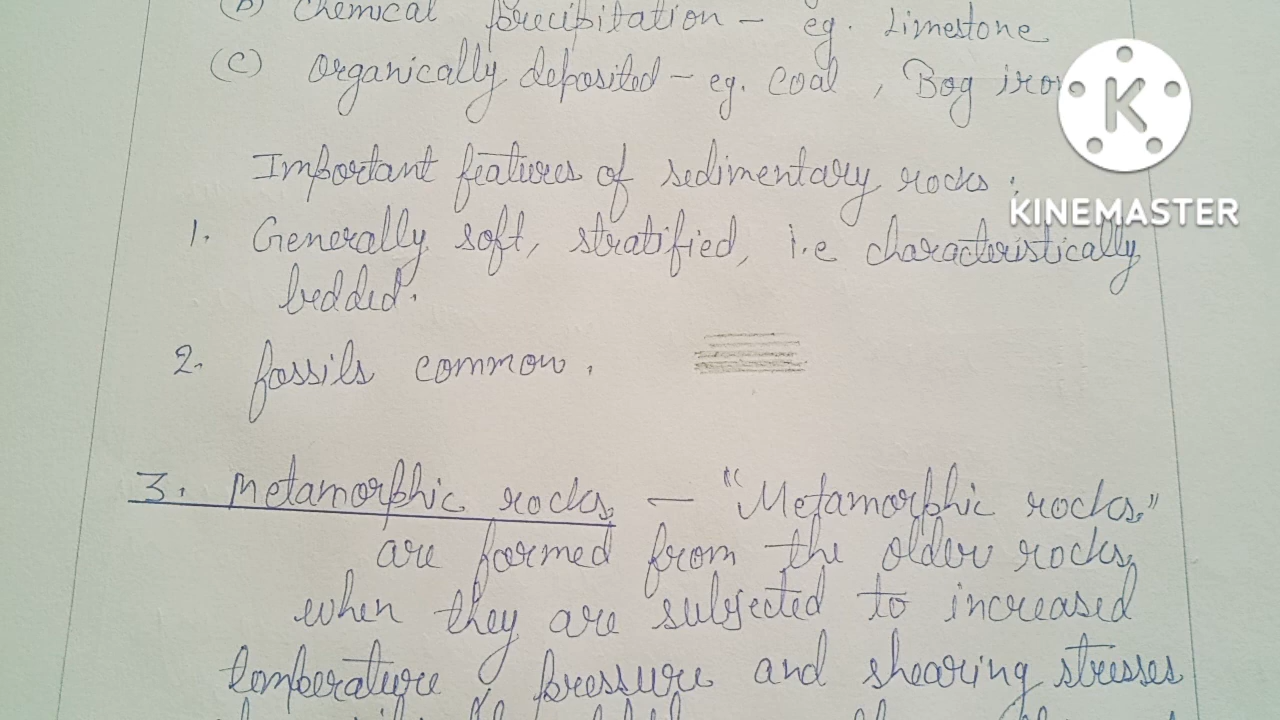 (B) Chemical precipitation - eg. Limestone
(C) Organically deposited - eg. Coal, Bog iron
K
KINEMASTER
Important features of sedimentary rocks:
1. Generally soft, stratified, i.e characteristically
bedded.
2. fossils common.
3. Metamorphic rocks - "Metamorphic rocks"
are formed from the older rocks,
when they are subjected to increased
temperature, pressure and shearing stresses